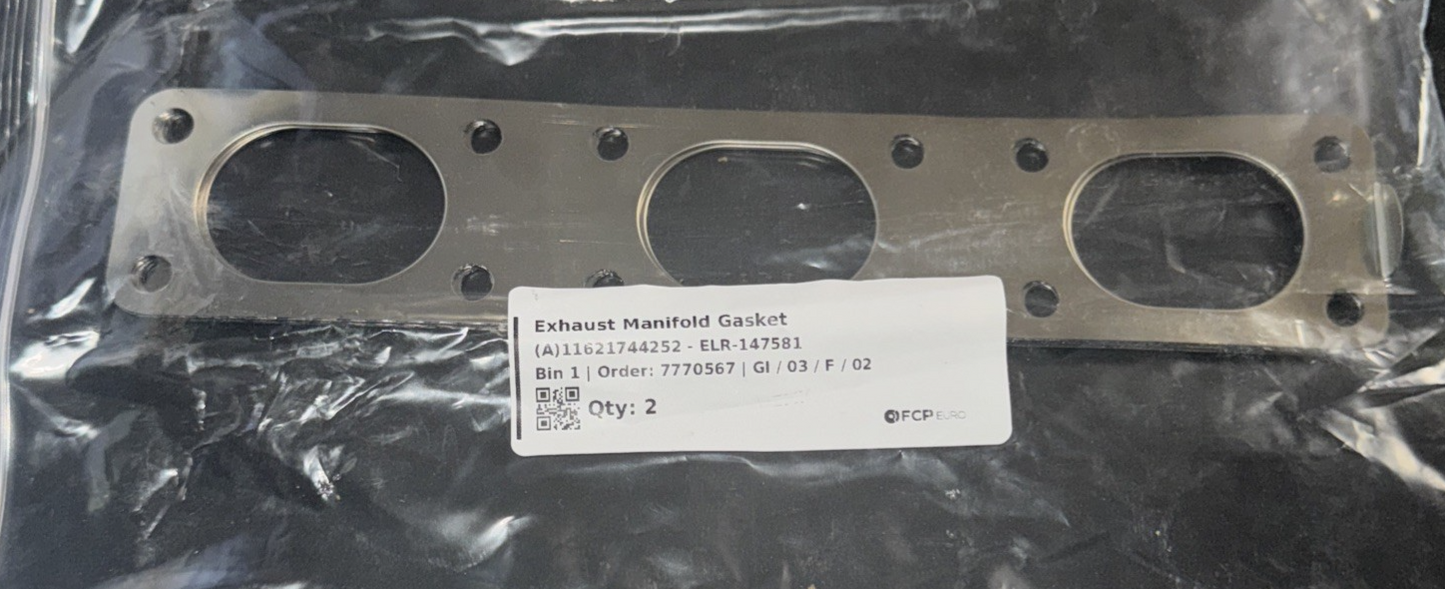 Exhaust Manifold Gasket
(A)11621744252 - ELR-147581
Bin 1 | Order: 7770567 | GI / 03 / F / 02
Qty: 2
FCP EURO